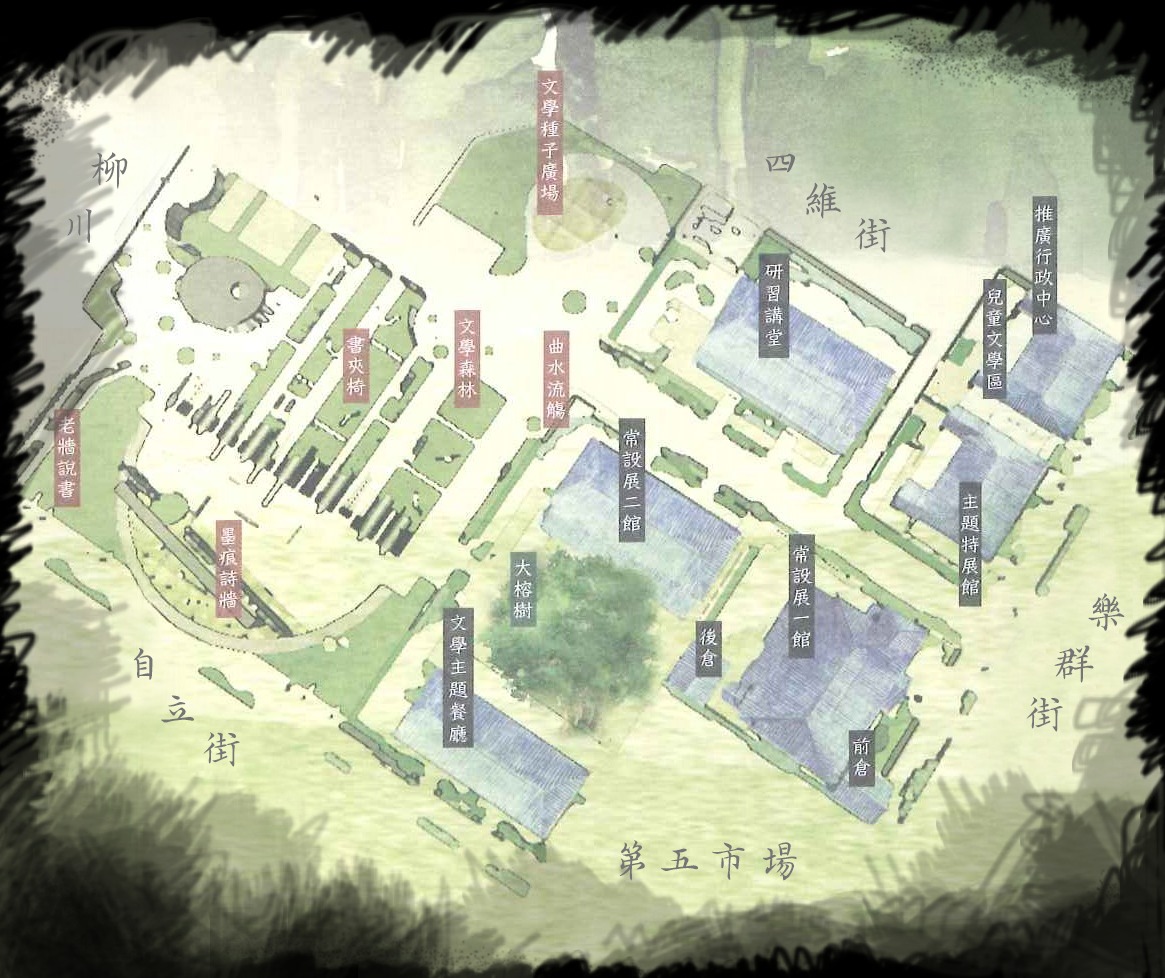 文學種子廣場
柳川
四維街
推廣行政中心
兒童文學區
研習講堂
文學森林
書夾椅
曲水流觴
老牆說書
常設展二館
主題特展館
墨痕詩牆
大榕樹
常設展一館
文學主題餐廳
後倉
前倉
樂群街
自立街
第五市場